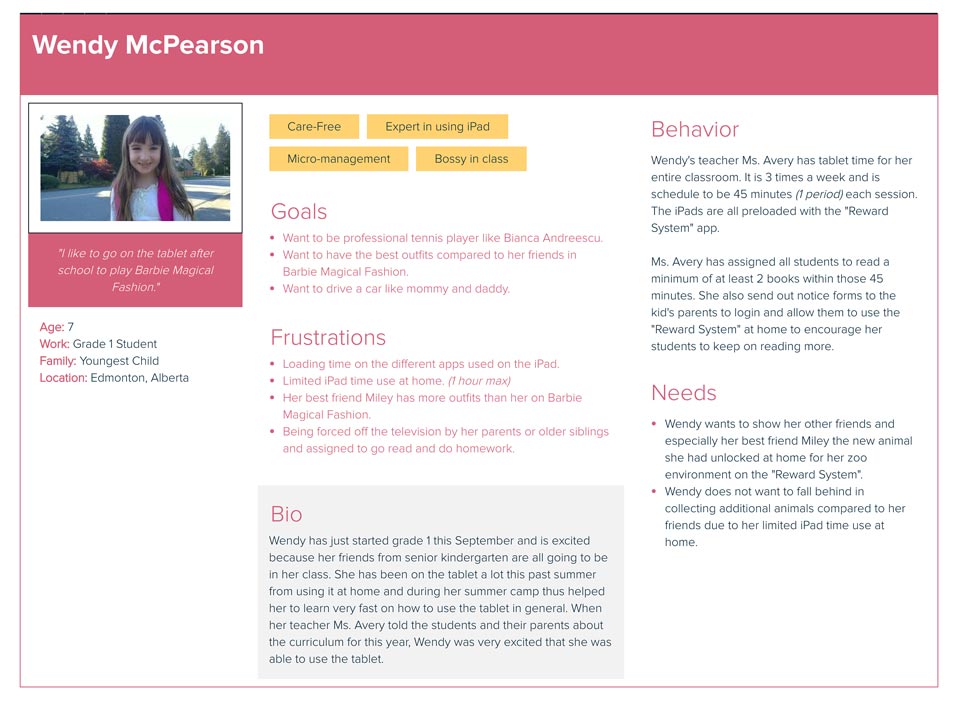 Wendy McPearson
"I like to go on the tablet after
school to play Barbie Magical
Fashion."
Age: 7
Work: Grade 1 Student
Family: Youngest Child
Location: Edmonton, Alberta
Care-Free
Expert in using iPad
Micro-management
Bossy in class
Goals
• Want to be professional tennis player like Bianca Andreescu.
• Want to have the best outfits compared to her friends in
Barbie Magical Fashion.
• Want to drive a car like mommy and daddy.
Frustrations
• Loading time on the different apps used on the iPad.
• Limited iPad time use at home. (1 hour max)
• Her best friend Miley has more outfits than her on Barbie
Magical Fashion.
• Being forced off the television by her parents or older siblings
and assigned to go read and do homework.
Bio
Wendy has just started grade 1 this September and is excited
because her friends from senior kindergarten are all going to be
in her class. She has been on the tablet a lot this past summer
from using it at home and during her summer camp thus helped
her to learn very fast on how to use the tablet in general. When
her teacher Ms. Avery told the students and their parents about
the curriculum for this year, Wendy was very excited that she was
able to use the tablet.
Behavior
Wendy's teacher Ms. Avery has tablet time for her
entire classroom. It is 3 times a week and is
schedule to be 45 minutes (1 period) each session.
The iPads are all preloaded with the "Reward
System" app.
Ms. Avery has assigned all students to read a
minimum of at least 2 books within those 45
minutes. She also send out notice forms to the
kid's parents to login and allow them to use the
"Reward System" at home to encourage her
students to keep on reading more.
Needs
• Wendy wants to show her other friends and
especially her best friend Miley the new animal
she had unlocked at home for her zoo
environment on the "Reward System".
• Wendy does not want to fall behind in
collecting additional animals compared to her
friends due to her limited iPad time use at
home.